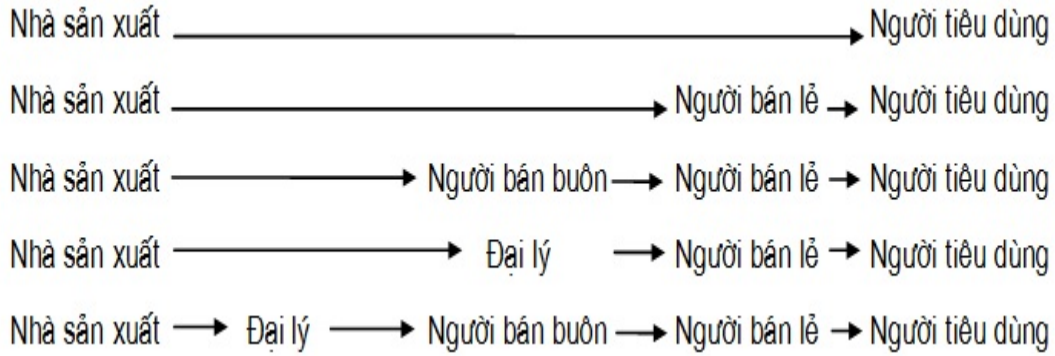 Nhà sản xuất Người tiêu dùng
Nhà sản xuất Người bán lẻ Người tiêu dùng
Nhà sản xuất Người bán buôn Người bán lẻ Người tiêu dùng
Nhà sản xuất Đại lý Người bán lẻ Người tiêu dùng
Nhà sản xuất Đại lý Người bán buôn Người bán lẻ Người tiêu dùng